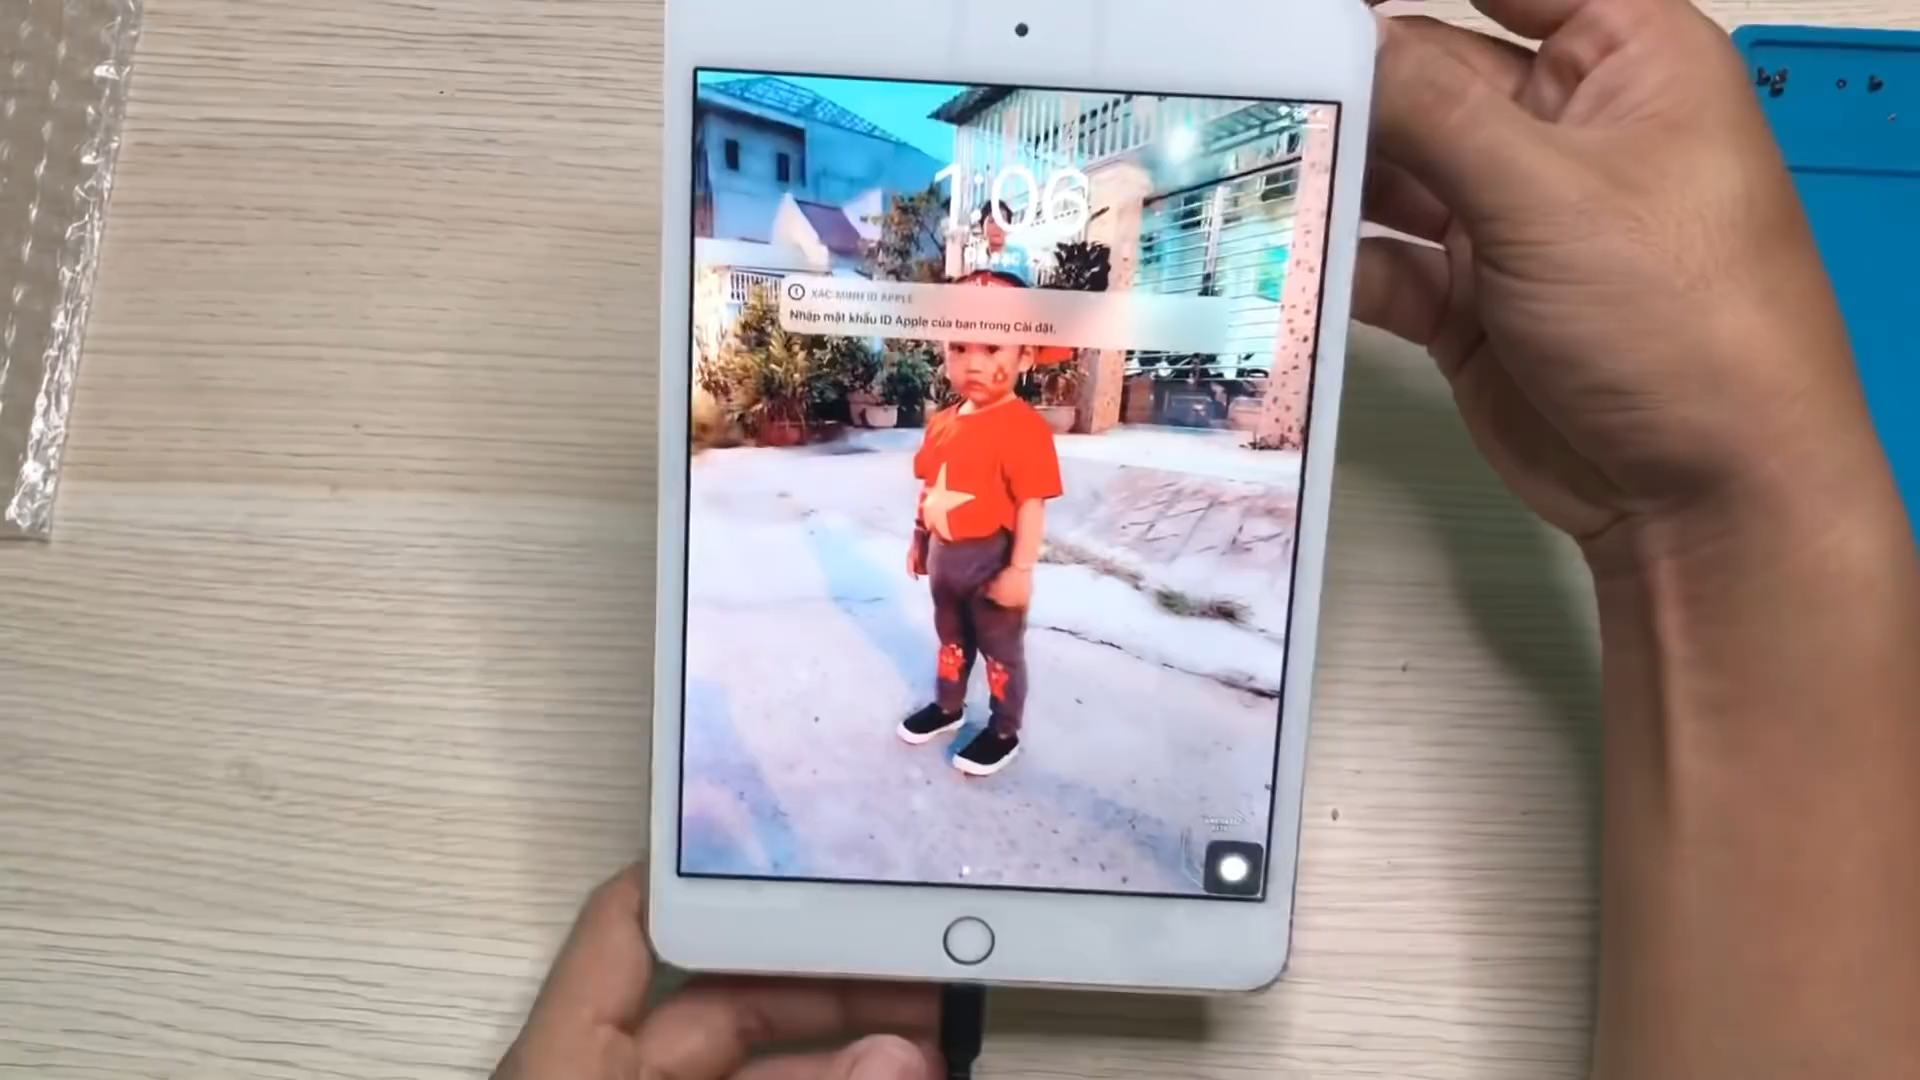 1:06
XÁC MINH ID APPLE
Nhập mật khẩu ID Apple của bạn trong Cài đặt.